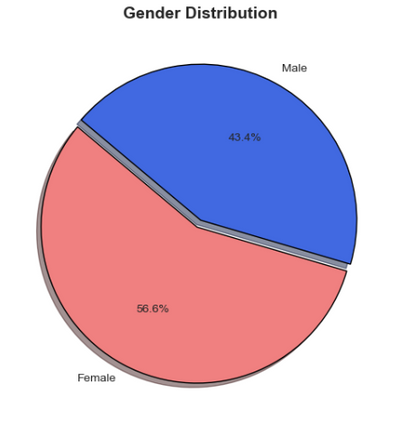 Gender Distribution
Male
43.4%
56.6%
Female